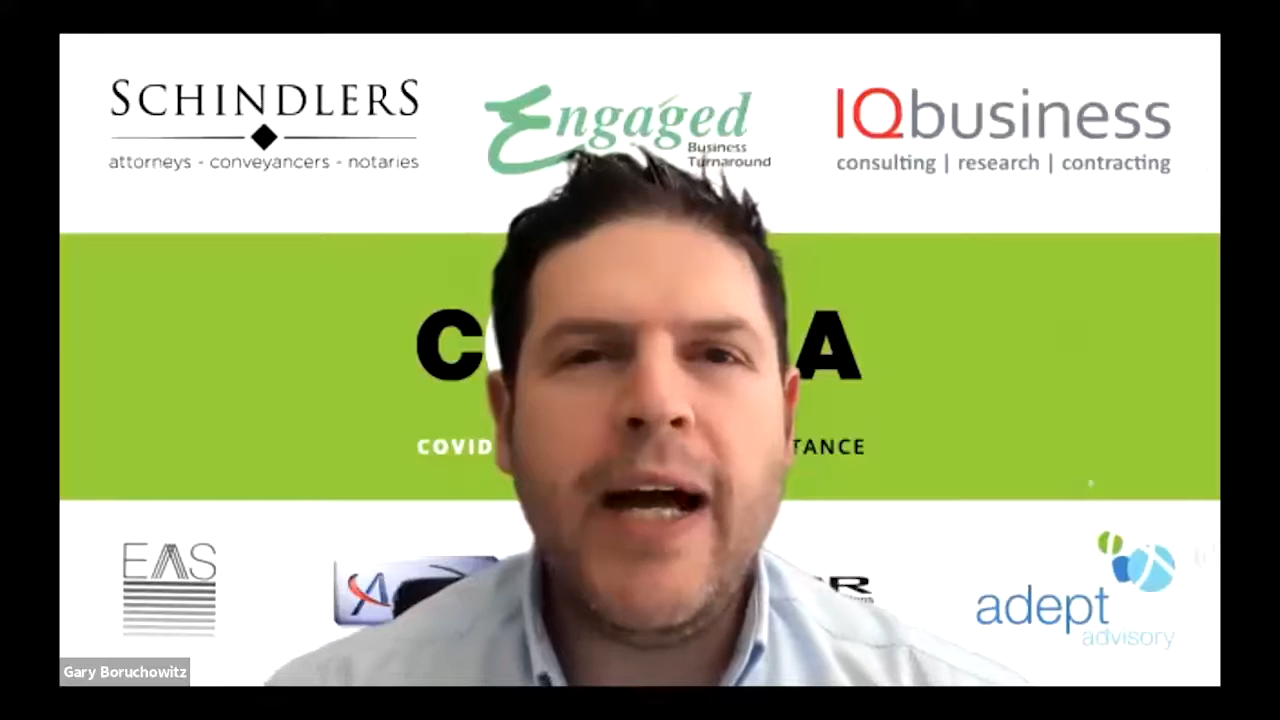 SCHINDLERS
attorneys - conveyancers - notaries
Engaged
Business
Turnaround
IQbusiness
consulting | research | contracting
C A
COVID TANCE
EAS
A R
adept
advisory
Gary Boruchowitz